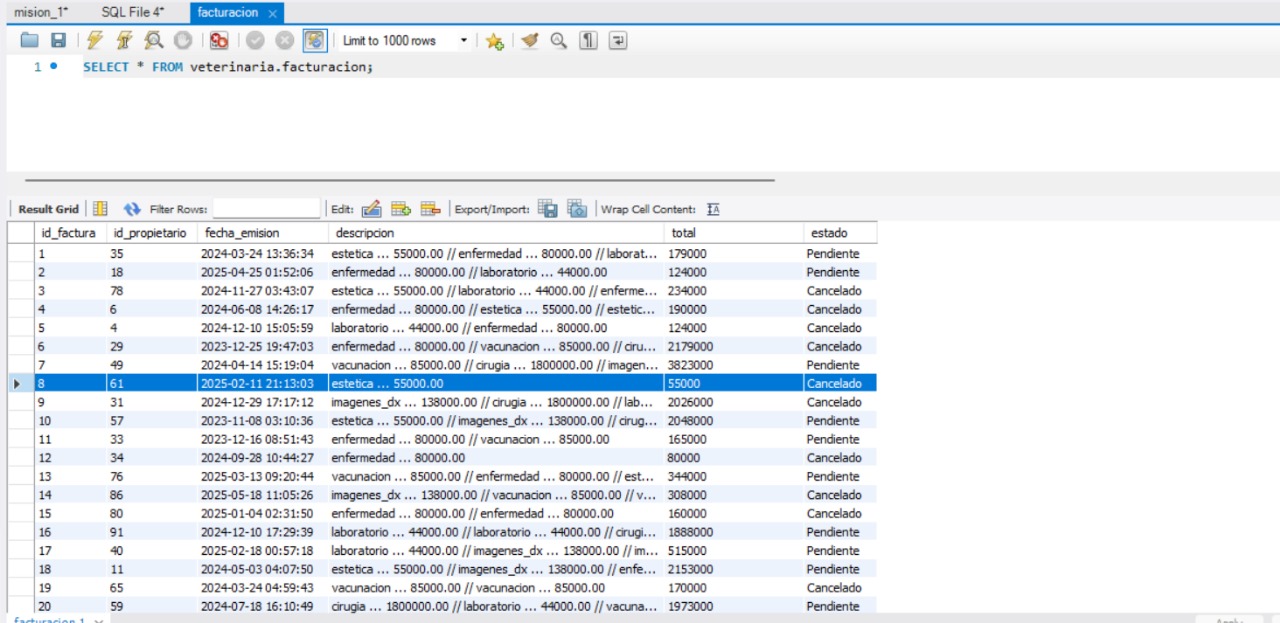 mision_1* SQL File 4* facturacion
Limit to 1000 rows
1 SELECT * FROM veterinaria.facturacion;
Result Grid Filter Rows: Edit: Export/Import: Wrap Cell Content:
id_factura id_propietario fecha_emision descripcion total estado
1 35 2024-03-24 13:36:34 estetica ... 55000.00 // enfermedad ... 80000.00 // laborat... 179000 Pendiente
2 18 2025-04-25 01:52:06 enfermedad ... 80000.00 // laboratorio ... 44000.00 124000 Pendiente
3 78 2024-11-27 03:43:07 estetica ... 55000.00 // laboratorio ... 44000.00 // enferme... 234000 Cancelado
4 6 2024-06-08 14:26:17 enfermedad ... 80000.00 // estetica ... 55000.00 // estetic... 190000 Cancelado
5 4 2024-12-10 15:05:59 laboratorio ... 44000.00 // enfermedad ... 80000.00 124000 Cancelado
6 29 2023-12-25 19:47:03 enfermedad ... 80000.00 // vacunacion ... 85000.00 // ciru... 2179000 Cancelado
7 49 2024-04-14 15:19:04 vacunacion ... 85000.00 // cirugia ... 1800000.00 // imagen... 3823000 Pendiente
8 61 2025-02-11 21:13:03 estetica ... 55000.00 55000 Cancelado
9 31 2024-12-29 17:17:12 imagenes_dx ... 138000.00 // cirugia ... 1800000.00 // lab... 2026000 Cancelado
10 57 2023-11-08 03:10:36 estetica ... 55000.00 // imagenes_dx ... 138000.00 // cirug... 2048000 Pendiente
11 33 2023-12-16 08:51:43 enfermedad ... 80000.00 // vacunacion ... 85000.00 165000 Pendiente
12 34 2024-09-28 10:44:27 enfermedad ... 80000.00 80000 Cancelado
13 76 2025-03-13 09:20:44 vacunacion ... 85000.00 // enfermedad ... 80000.00 // est... 344000 Pendiente
14 86 2025-05-18 11:05:26 imagenes_dx ... 138000.00 // vacunacion ... 85000.00 // v... 308000 Cancelado
15 80 2025-01-04 02:31:50 enfermedad ... 80000.00 // enfermedad ... 80000.00 160000 Cancelado
16 91 2024-12-10 17:29:39 laboratorio ... 44000.00 // laboratorio ... 44000.00 // cirugi... 1888000 Pendiente
17 40 2025-02-18 00:57:18 laboratorio ... 44000.00 // imagenes_dx ... 138000.00 // im... 515000 Pendiente
18 11 2024-05-03 04:07:50 estetica ... 55000.00 // imagenes_dx ... 138000.00 // enfe... 2153000 Pendiente
19 65 2024-03-24 04:59:43 vacunacion ... 85000.00 // vacunacion ... 85000.00 170000 Cancelado
20 59 2024-07-18 16:10:49 cirugia ... 1800000.00 // laboratorio ... 44000.00 // vacuna... 1973000 Pendiente
facturacion 1 Apply